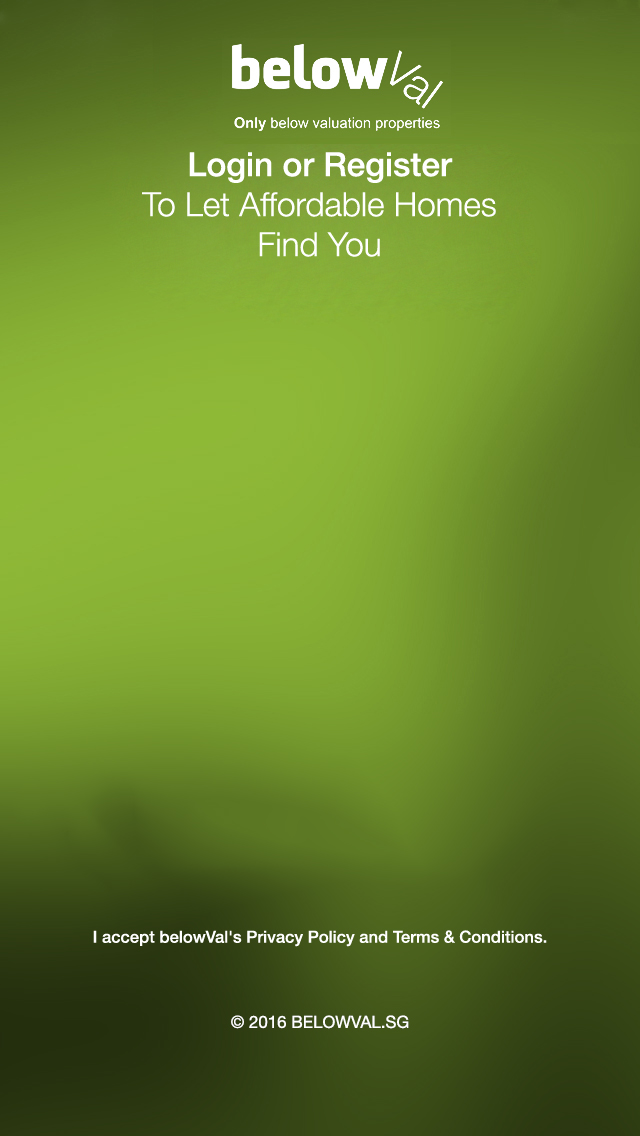 belowVal
Only below valuation properties
Login or Register
To Let Affordable Homes
Find You
I accept belowVal's Privacy Policy and Terms & Conditions.
© 2016 BELOWVAL.SG